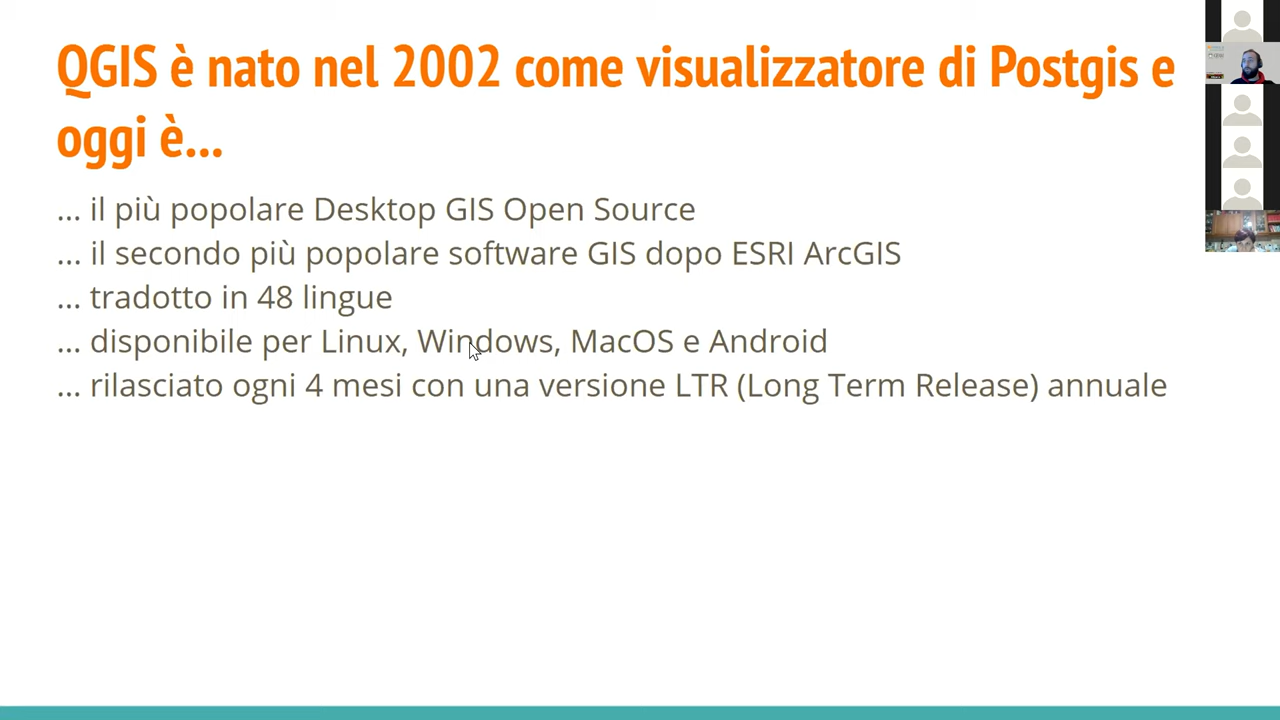 QGIS è nato nel 2002 come visualizzatore di Postgis e
oggi è...
... il più popolare Desktop GIS Open Source
... il secondo più popolare software GIS dopo ESRI ArcGIS
... tradotto in 48 lingue
... disponibile per Linux, Windows, MacOS e Android
... rilasciato ogni 4 mesi con una versione LTR (Long Term Release) annuale